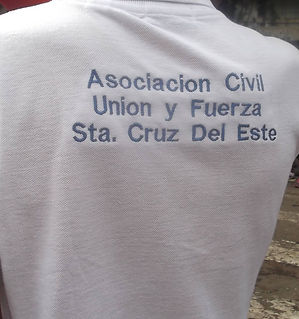 Asociacion Civil
Union y Fuerza
Sta. Cruz Del Este